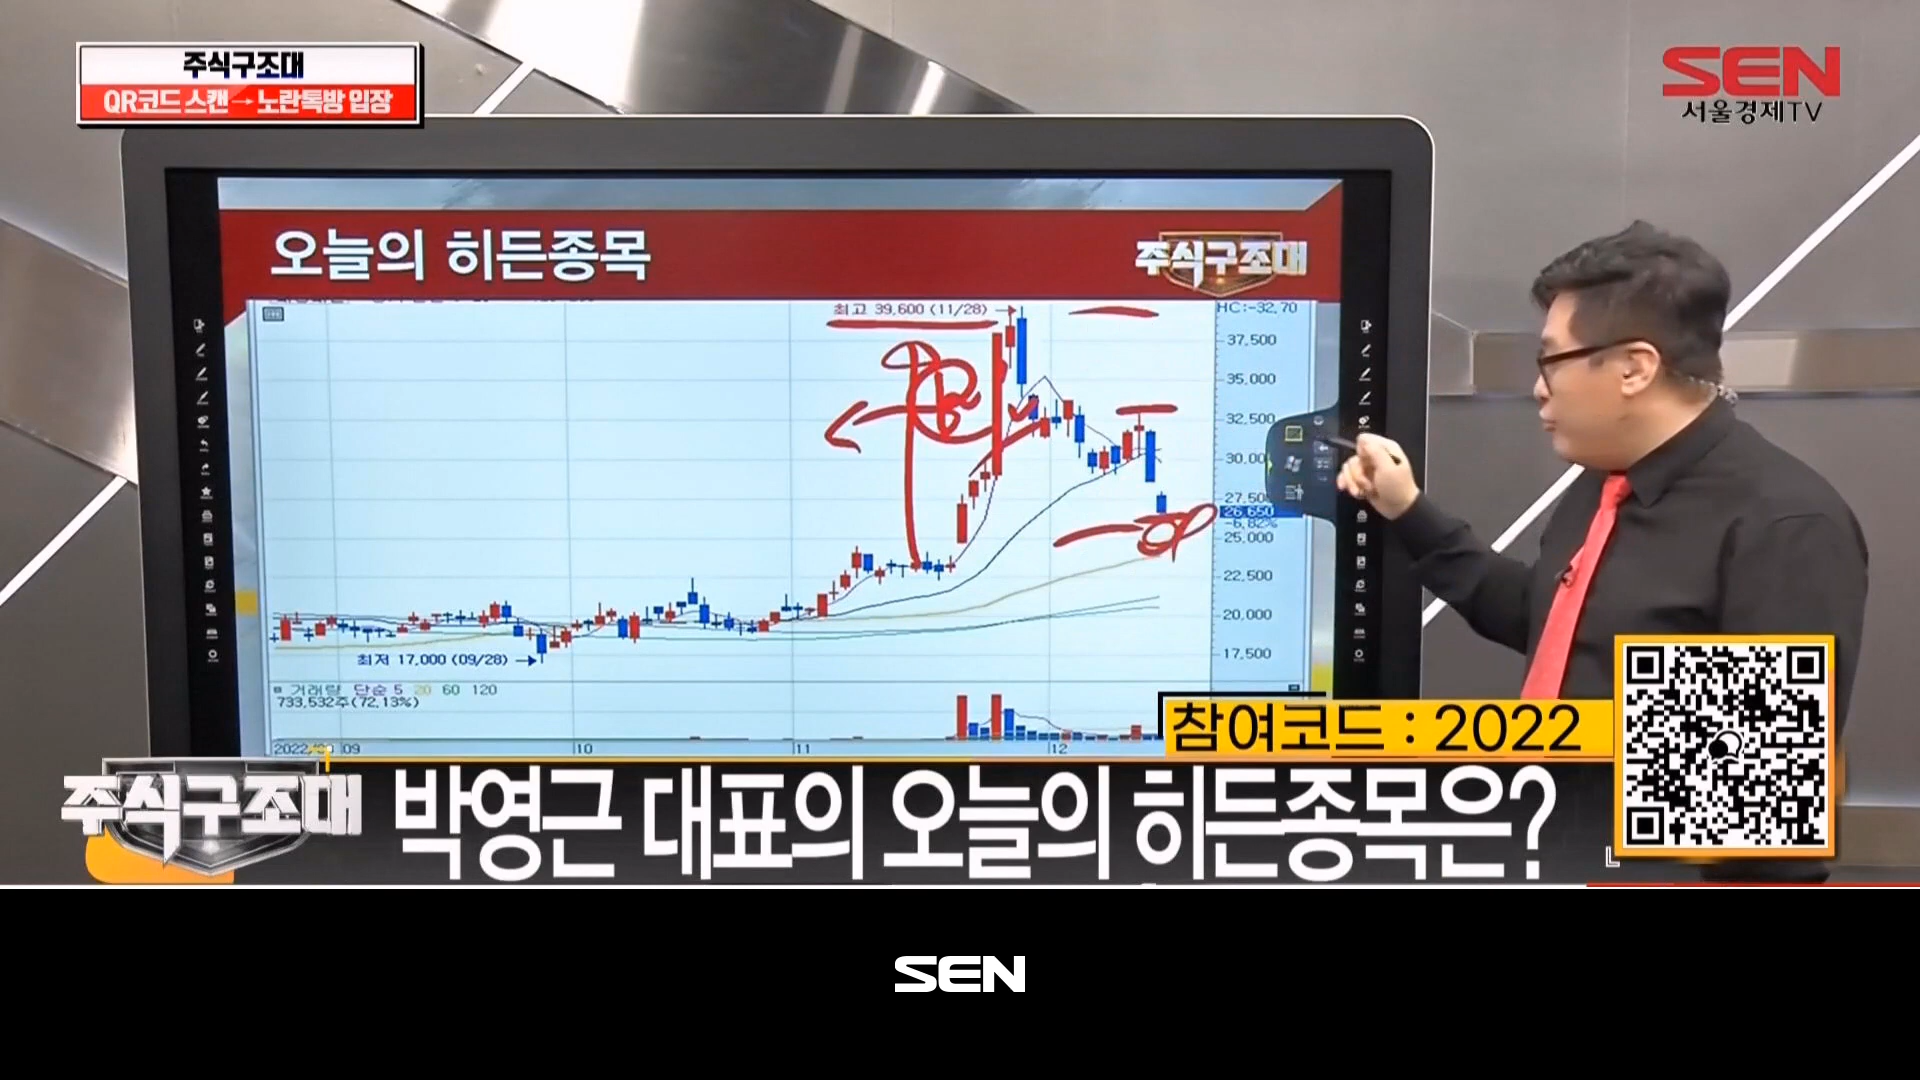 주식구조대
QR코드 스캔→노란톡방 입장
SEN
서울경제TV
오늘의 히든종목
주식구조대
최고 39,600 (11/28)
HC:-32,70
37,500
35,000
32,500
30,00
27,500
26,650
-6,82%
25,000
22,500
20,000
17,500
최저 17,000 (09/28)
거래량 단순 5 20 60 120
733,532주(72,13%)
09
10
11
12
참여코드 : 2022
주식구조대
박영근 대표의 오늘의 히든종목은?
SEN